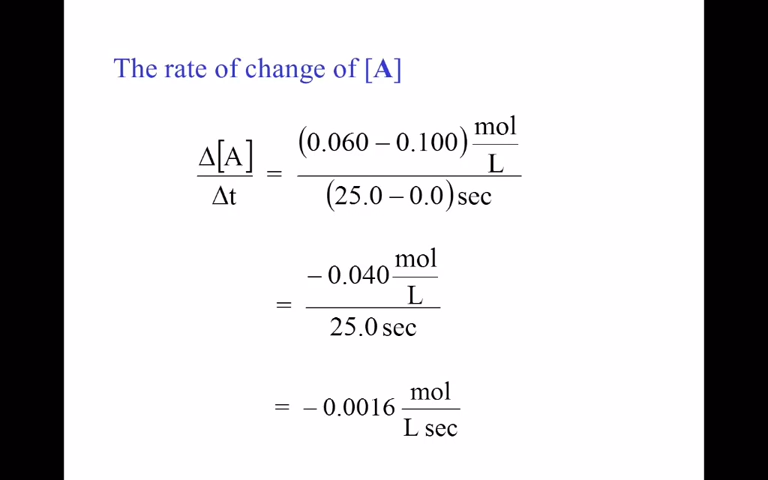 The rate of change of [A]
Δ[A]/Δt = (0.060 – 0.100) mol/L / (25.0 – 0.0) sec
= – 0.040 mol/L / 25.0 sec
= – 0.0016 mol/L sec